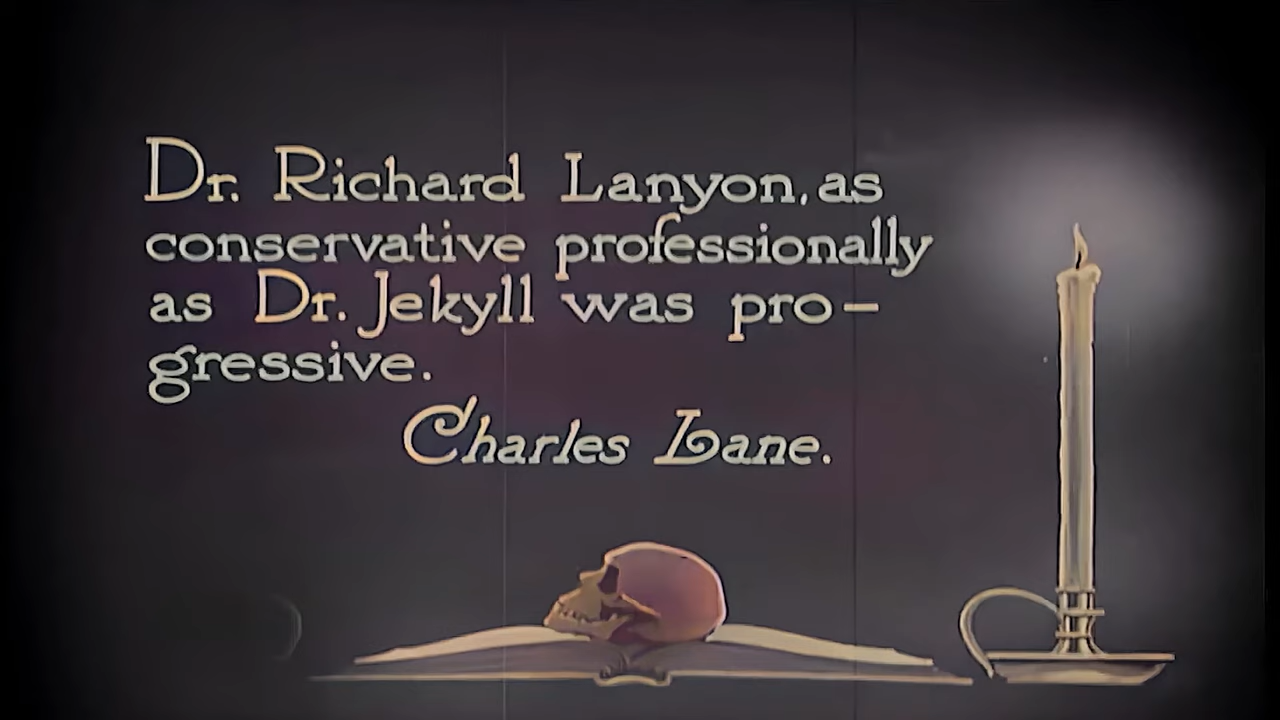 Dr. Richard Lanyon, as
conservative professionally
as Dr. Jekyll was pro-
gressive.
Charles Lane.